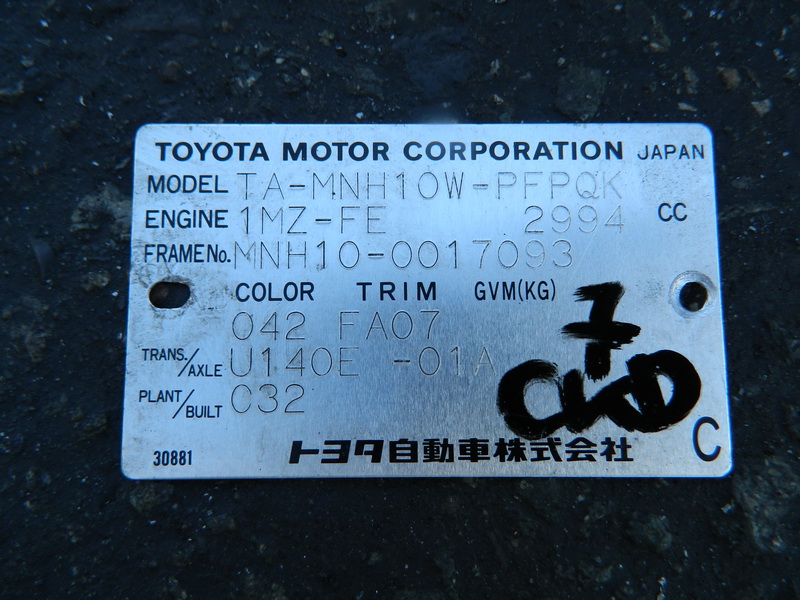 TOYOTA MOTOR CORPORATION JAPAN
MODEL TA-MNH10W-PFPQK
ENGINE 1MZ-FE 2994 CC
FRAME No. MNH10-0017093
COLOR TRIM GVM(KG)
042 FA07
TRANS./AXLE U140E -01A
7
PLANT/BUILT C32
CKD
C
30881 トヨタ自動車株式会社